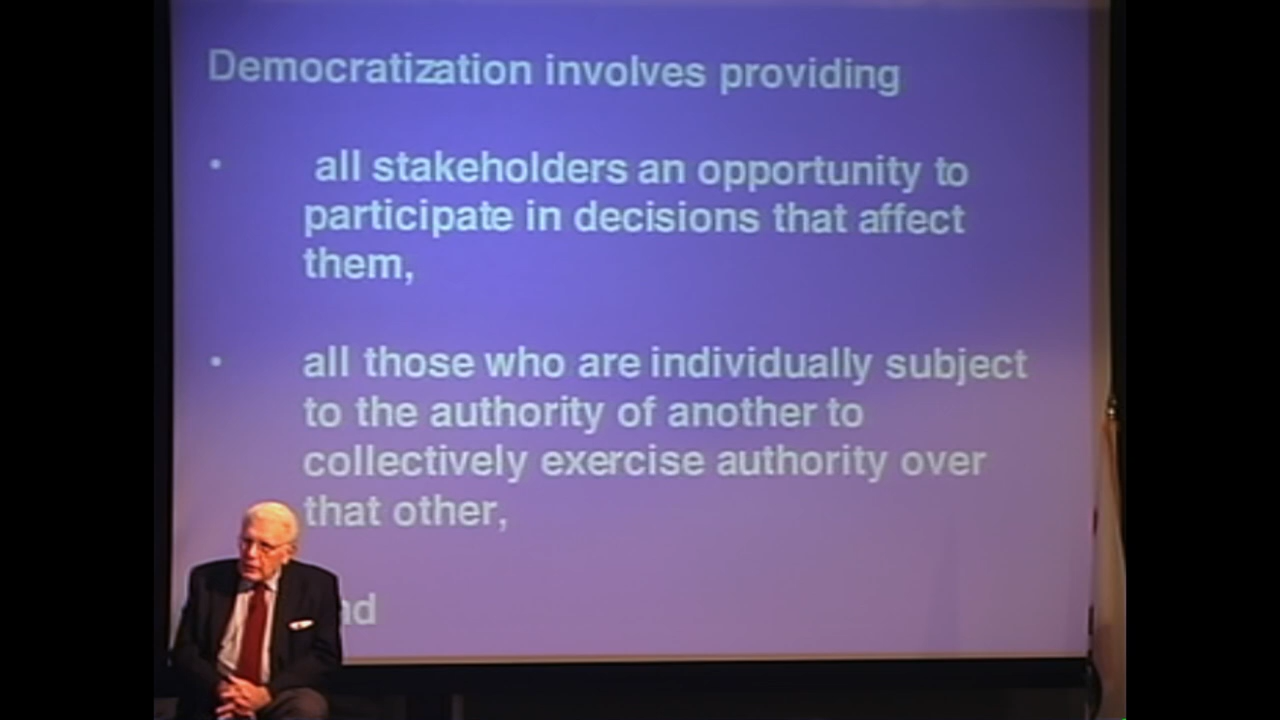 Democratization involves providing
• all stakeholders an opportunity to
participate in decisions that affect
them,
• all those who are individually subject
to the authority of another to
collectively exercise authority over
that other,